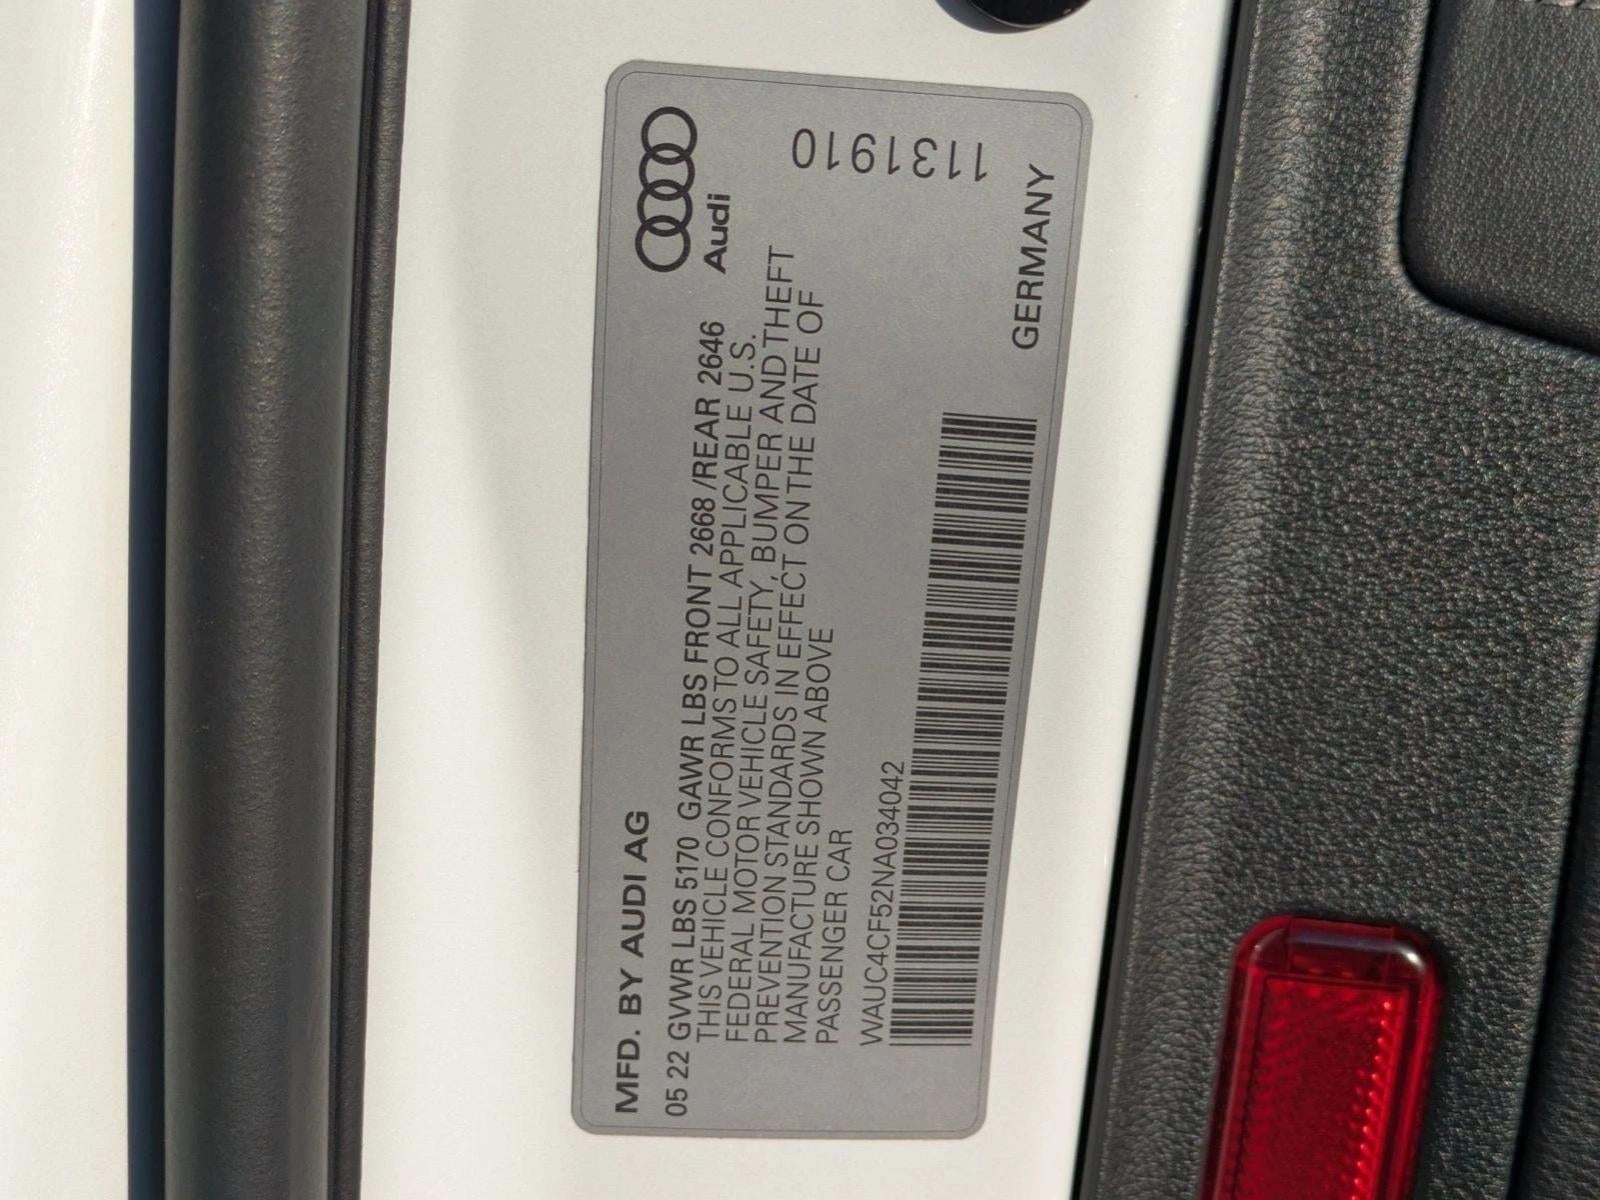 MFD. BY AUDI AG
Audi
05 22 GVWR LBS 5170 GAWR LBS FRONT 2668/REAR 2646
THIS VEHICLE CONFORMS TO ALL APPLICABLE U.S.
FEDERAL MOTOR VEHICLE SAFETY, BUMPER AND THEFT
PREVENTION STANDARDS IN EFFECT ON THE DATE OF
MANUFACTURE SHOWN ABOVE
PASSENGER CAR
1131910
WAUC4CF52NA034042
GERMANY